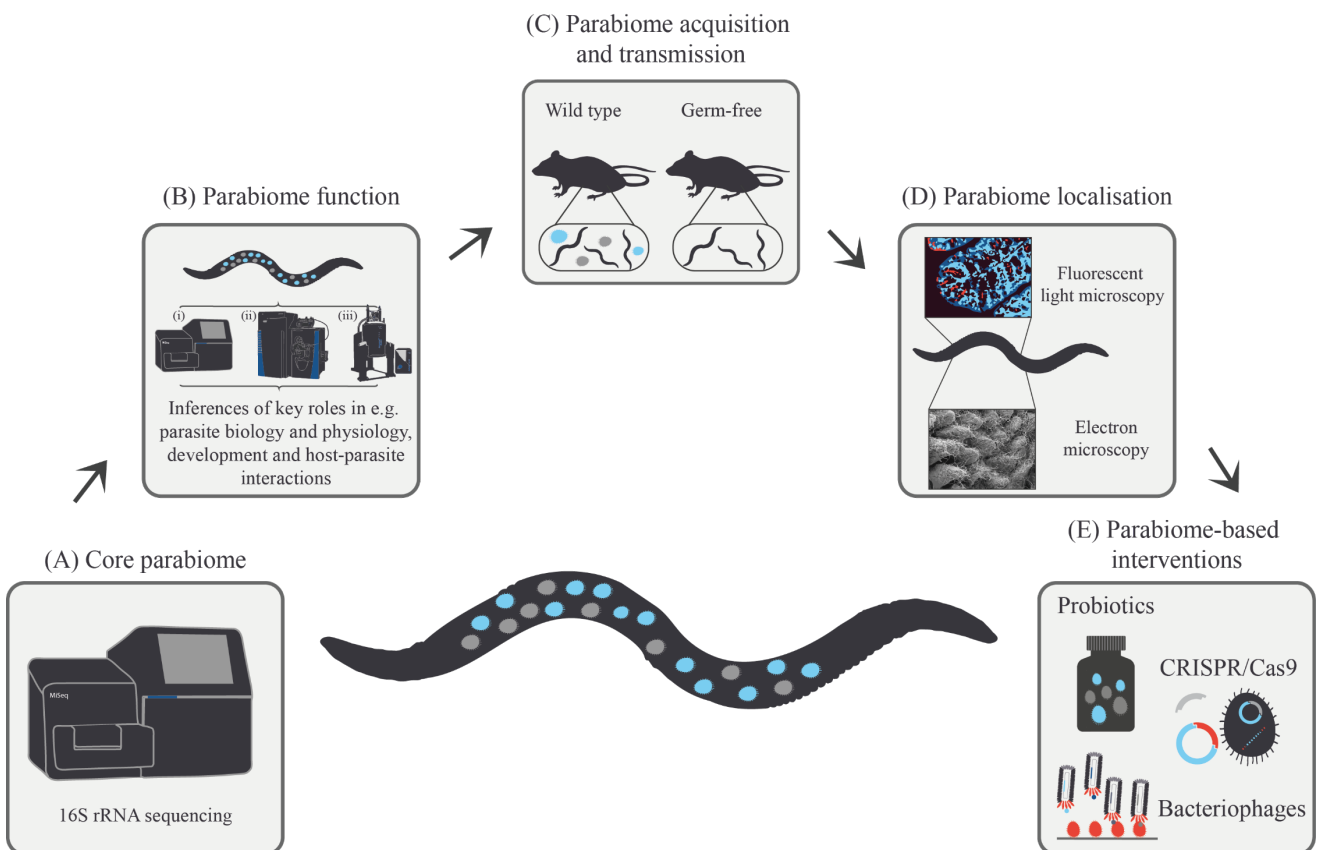 (C) Parabiome acquisition
and transmission
Wild type
Germ-free
(B) Parabiome function
(i)
(ii)
(iii)
MiSeq
Inferences of key roles in e.g.
parasite biology and physiology,
development and host-parasite
interactions
(D) Parabiome localisation
Fluorescent
light microscopy
Electron
microscopy
(A) Core parabiome
MiSeq
16S rRNA sequencing
(E) Parabiome-based
interventions
Probiotics
CRISPR/Cas9
Bacteriophages